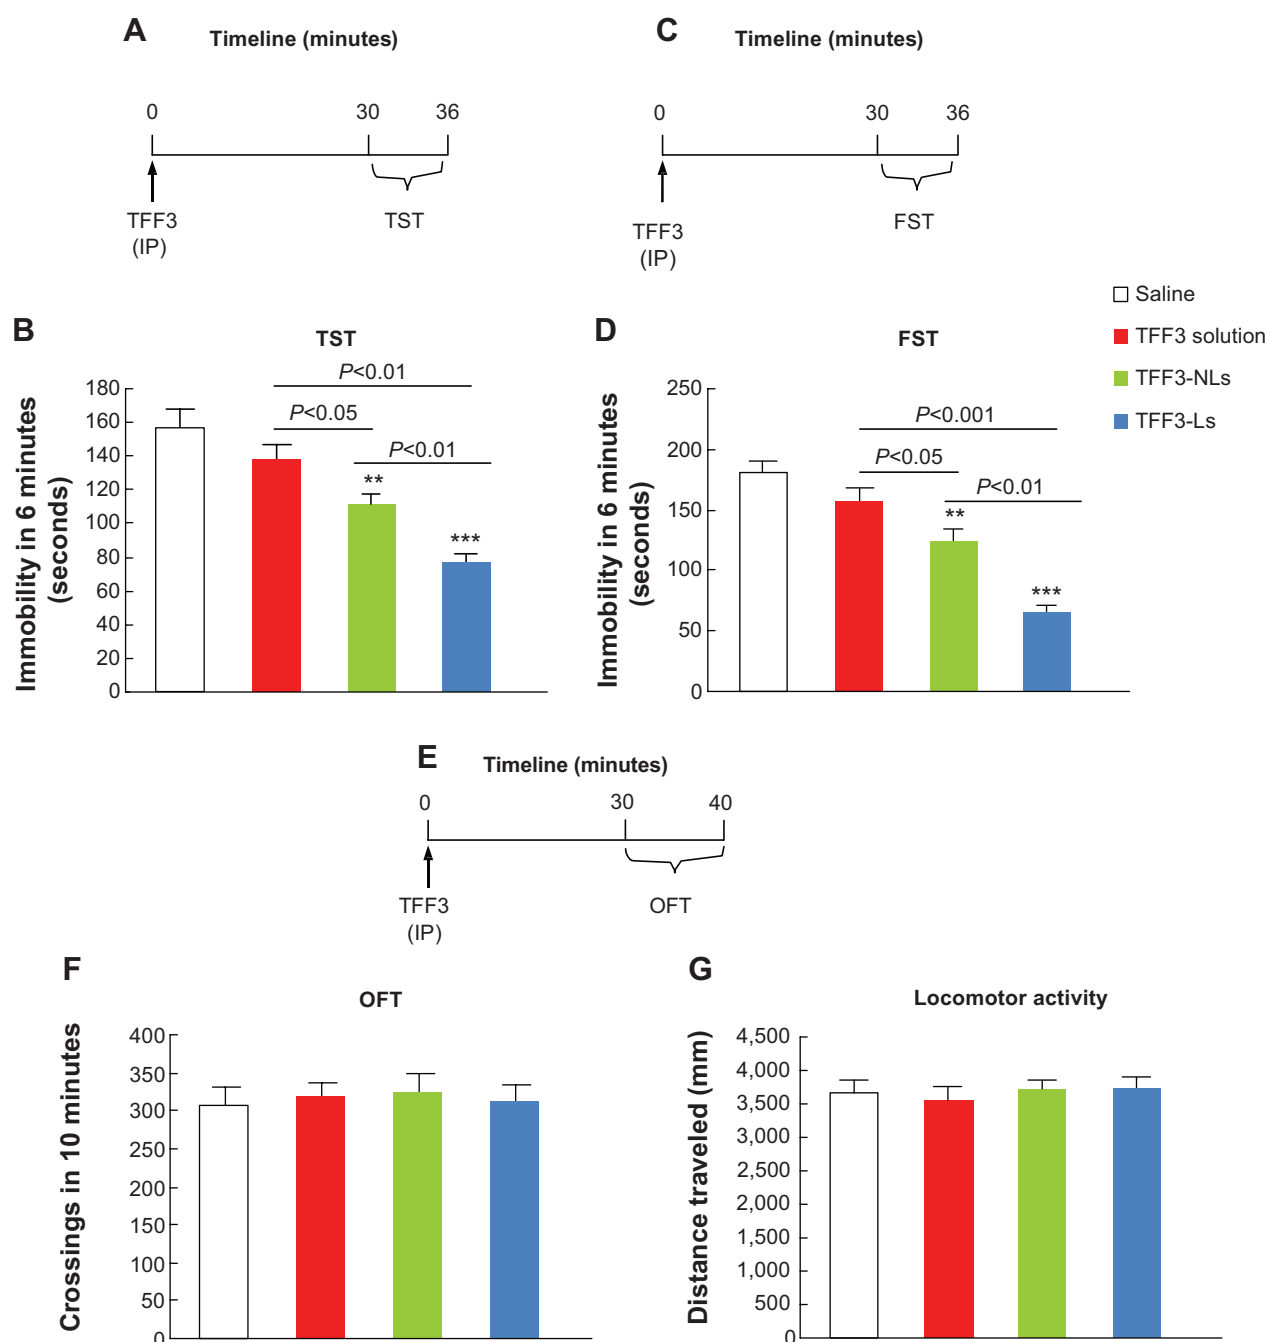 A
Timeline (minutes)
0
30
36
TFF3
(IP)
TST
C
Timeline (minutes)
0
30
36
TFF3
(IP)
FST
Saline
TFF3 solution
TFF3-NLs
TFF3-Ls
B
TST
Immobility in 6 minutes
(seconds)
180
160
140
120
100
80
60
40
20
0
P<0.01
P<0.05
P<0.01
**
***
D
FST
Immobility in 6 minutes
(seconds)
250
200
150
100
50
0
P<0.001
P<0.05
P<0.01
**
***
E
Timeline (minutes)
0
30
40
TFF3
(IP)
OFT
F
OFT
Crossings in 10 minutes
400
350
300
250
200
150
100
50
0
G
Locomotor activity
Distance traveled (mm)
4,500
4,000
3,500
3,000
2,500
2,000
1,500
1,000
500
0